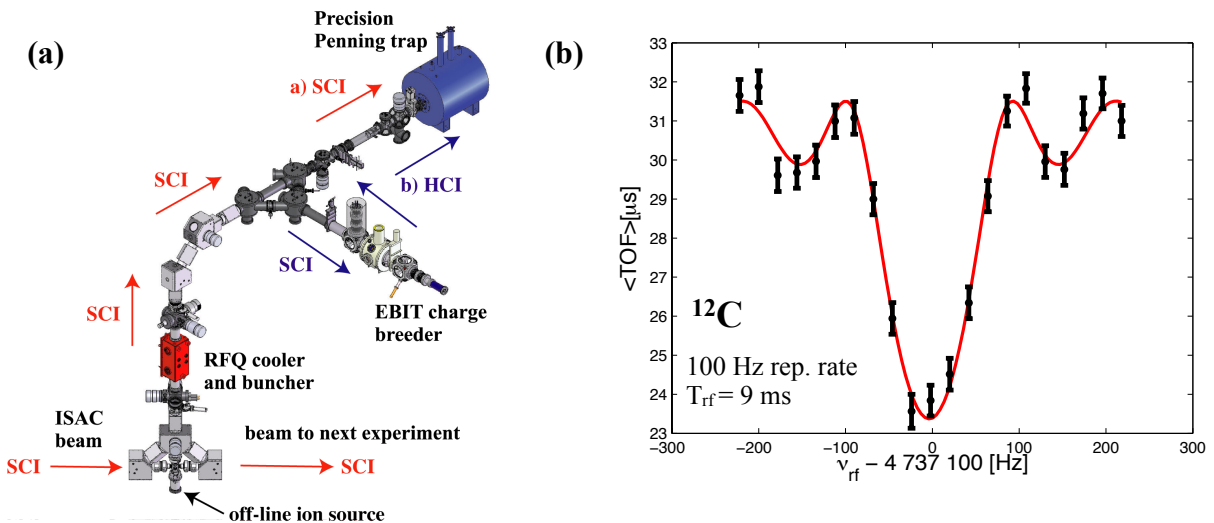 (a)
Precision
Penning trap
a) SCI
b) HCI
SCI
SCI
SCI
EBIT charge
breeder
RFQ cooler
and buncher
ISAC
beam
beam to next experiment
SCI
SCI
off-line ion source
(b)
33
32
31
30
29
28
27
26
25
24
23
<TOF>[µs]
¹²C
100 Hz rep. rate
Trf = 9 ms
−300 −200 −100 0 100 200 300
νrf − 4 737 100 [Hz]